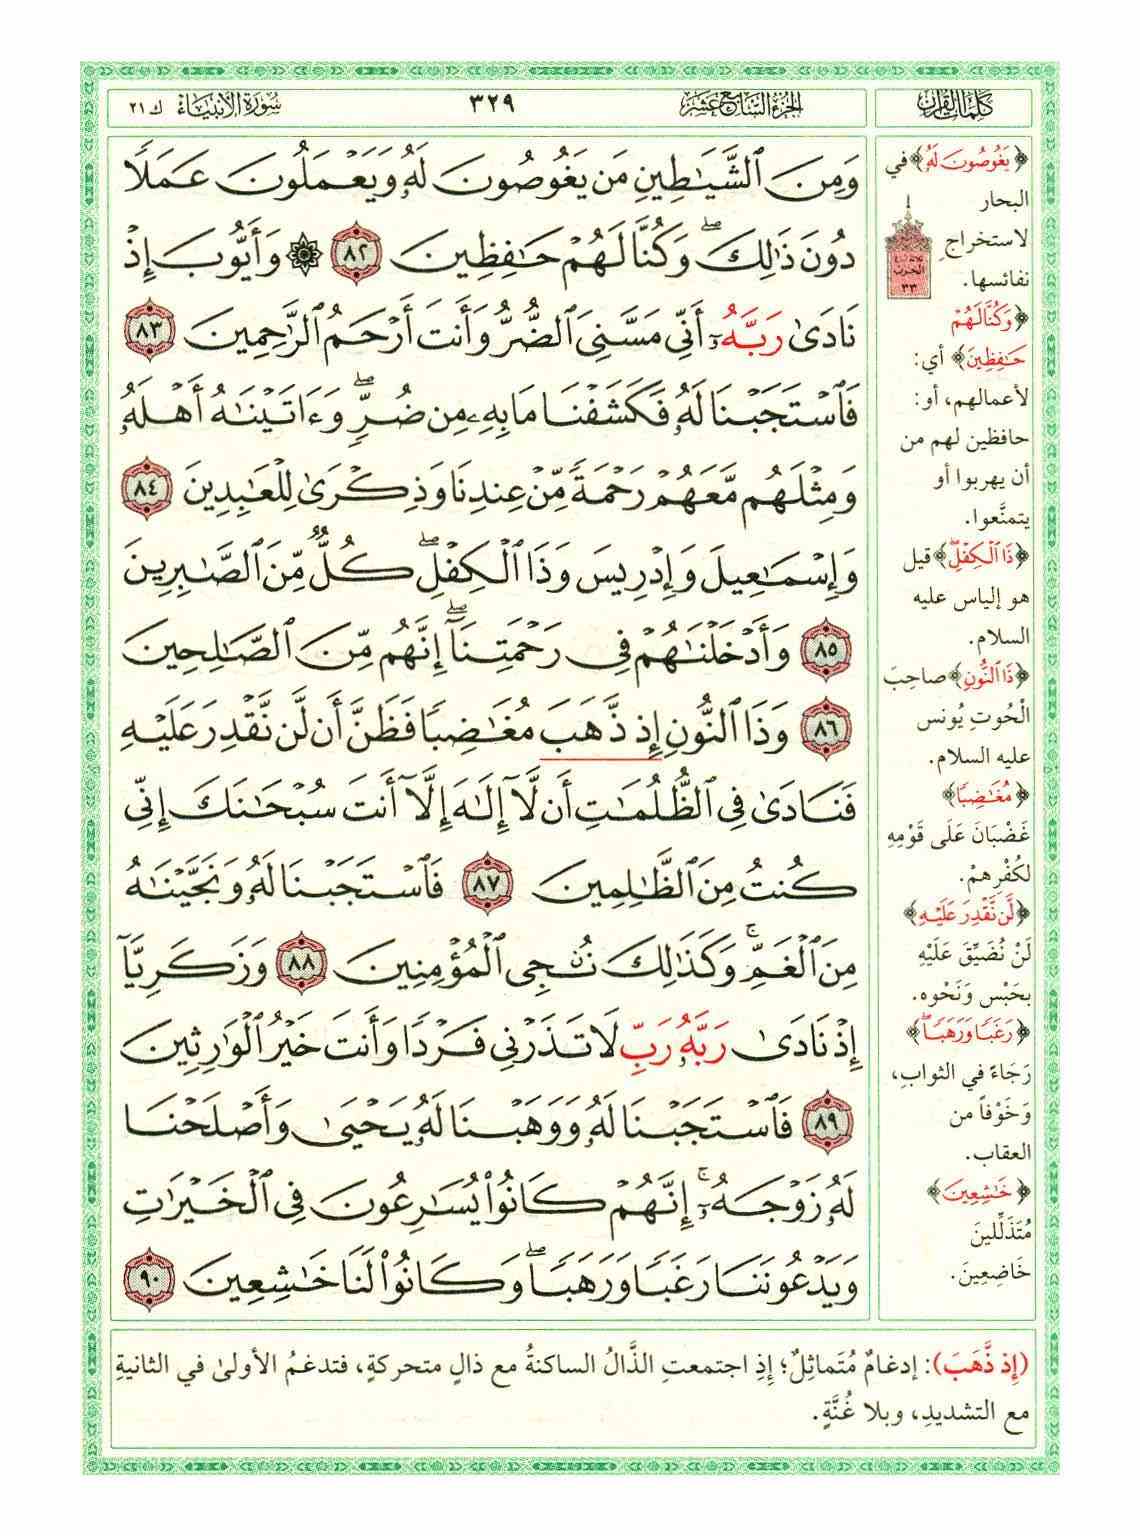 كلمات القرآن
الجزء السابع عشر
٣٢٩
سورة الأنبياء ك ٢١
وَمِنَ ٱلشَّيَٰطِينِ مَن يَغُوصُونَ لَهُۥ وَيَعۡمَلُونَ عَمَلٗا
دُونَ ذَٰلِكَۖ وَكُنَّا لَهُمۡ حَٰفِظِينَ ٨٢ ۞ وَأَيُّوبَ إِذۡ
نَادَىٰ رَبَّهُۥٓ أَنِّي مَسَّنِيَ ٱلضُّرُّ وَأَنتَ أَرۡحَمُ ٱلرَّٰحِمِينَ ٨٣
فَٱسۡتَجَبۡنَا لَهُۥ فَكَشَفۡنَا مَا بِهِۦ مِن ضُرّٖۖ وَءَاتَيۡنَٰهُ أَهۡلَهُۥ
وَمِثۡلَهُم مَّعَهُمۡ رَحۡمَةٗ مِّنۡ عِندِنَا وَذِكۡرَىٰ لِلۡعَٰبِدِينَ ٨٤
وَإِسۡمَٰعِيلَ وَإِدۡرِيسَ وَذَا ٱلۡكِفۡلِۖ كُلّٞ مِّنَ ٱلصَّٰبِرِينَ
٨٥ وَأَدۡخَلۡنَٰهُمۡ فِي رَحۡمَتِنَآۖ إِنَّهُم مِّنَ ٱلصَّٰلِحِينَ
٨٦ وَذَا ٱلنُّونِ إِذ ذَّهَبَ مُغَٰضِبٗا فَظَنَّ أَن لَّن نَّقۡدِرَ عَلَيۡهِ
فَنَادَىٰ فِي ٱلظُّلُمَٰتِ أَن لَّآ إِلَٰهَ إِلَّآ أَنتَ سُبۡحَٰنَكَ إِنِّي
كُنتُ مِنَ ٱلظَّٰلِمِينَ ٨٧ فَٱسۡتَجَبۡنَا لَهُۥ وَنَجَّيۡنَٰهُ
مِنَ ٱلۡغَمِّۚ وَكَذَٰلِكَ نُـۨجِي ٱلۡمُؤۡمِنِينَ ٨٨ وَزَكَرِيَّآ
إِذۡ نَادَىٰ رَبَّهُۥ رَبِّ لَا تَذَرۡنِي فَرۡدٗا وَأَنتَ خَيۡرُ ٱلۡوَٰرِثِينَ
٨٩ فَٱسۡتَجَبۡنَا لَهُۥ وَوَهَبۡنَا لَهُۥ يَحۡيَىٰ وَأَصۡلَحۡنَا
لَهُۥ زَوۡجَهُۥٓۚ إِنَّهُمۡ كَانُواْ يُسَٰرِعُونَ فِي ٱلۡخَيۡرَٰتِ
وَيَدۡعُونَنَا رَغَبٗا وَرَهَبٗاۖ وَكَانُواْ لَنَا خَٰشِعِينَ ٩٠
﴿يَغُوصُونَ لَهُۥ﴾ في
البحار
لاستخراجِ
نفائسها.
﴿وَكُنَّا لَهُمۡ
حَٰفِظِينَ﴾ أي:
لأعمالهم، أو:
حافظين لهم من
أن يهربوا أو
يتمنَّعوا.
﴿ذَا ٱلۡكِفۡلِۖ﴾ قيل
هو إلياس عليه
السلام.
﴿ذَا ٱلنُّونِ﴾ صاحِبَ
الْحُوتِ يُونس
عليه السلام.
﴿مُغَٰضِبٗا﴾
غَضْبَانَ عَلَى قَوْمِهِ
لكُفْرِهِمْ.
﴿لَّن نَّقۡدِرَ عَلَيۡهِ﴾
لَنْ نُضَيِّقَ عَلَيْهِ
بحَبْس وَنَحْوِه.
﴿رَغَبٗا وَرَهَبٗاۖ﴾
رَجَاءً في الثوابِ،
وَخَوْفاً من
العقاب.
﴿خَٰشِعِينَ﴾
مُتَذَلِّلينَ
خَاضِعِينَ.
الحزب
٣٣
(إِذ ذَّهَبَ): إدغامٌ مُتَماثِلٌ؛ إِذِ اجتمعتِ الذَّالُ الساكنةُ مع ذالٍ متحركةٍ، فتدغمُ الأولىٰ في الثانيةِ
مع التشديدِ، وبلا غُنَّةٍ.